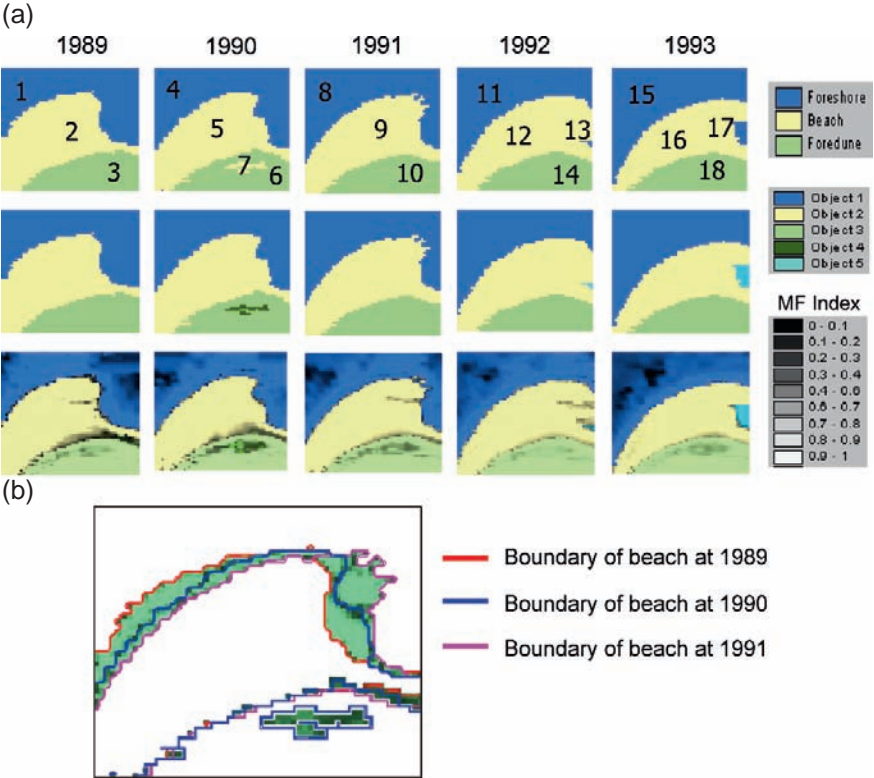 (a)
1989 1990 1991 1992 1993
1 2 3
4 5 7 6
8 9 10
11 12 13 14
15 16 17 18
Foreshore
Beach
Foredune
Object 1
Object 2
Object 3
Object 4
Object 5
MF Index
0 - 0.1
0.1 - 0.2
0.2 - 0.3
0.3 - 0.4
0.4 - 0.6
0.6 - 0.7
0.7 - 0.8
0.8 - 0.9
0.9 - 1
(b)
Boundary of beach at 1989
Boundary of beach at 1990
Boundary of beach at 1991